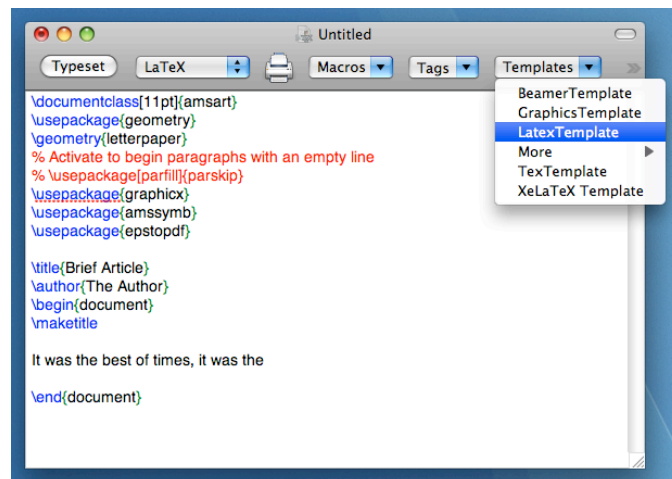 Untitled
Typeset LaTeX Macros Tags Templates
BeamerTemplate
GraphicsTemplate
LatexTemplate
More
TexTemplate
XeLaTeX Template
\documentclass[11pt]{amsart}
\usepackage{geometry}
\geometry{letterpaper}
% Activate to begin paragraphs with an empty line
% \usepackage[parfill]{parskip}
\usepackage{graphicx}
\usepackage{amssymb}
\usepackage{epstopdf}
\title{Brief Article}
\author{The Author}
\begin{document}
\maketitle
It was the best of times, it was the
\end{document}